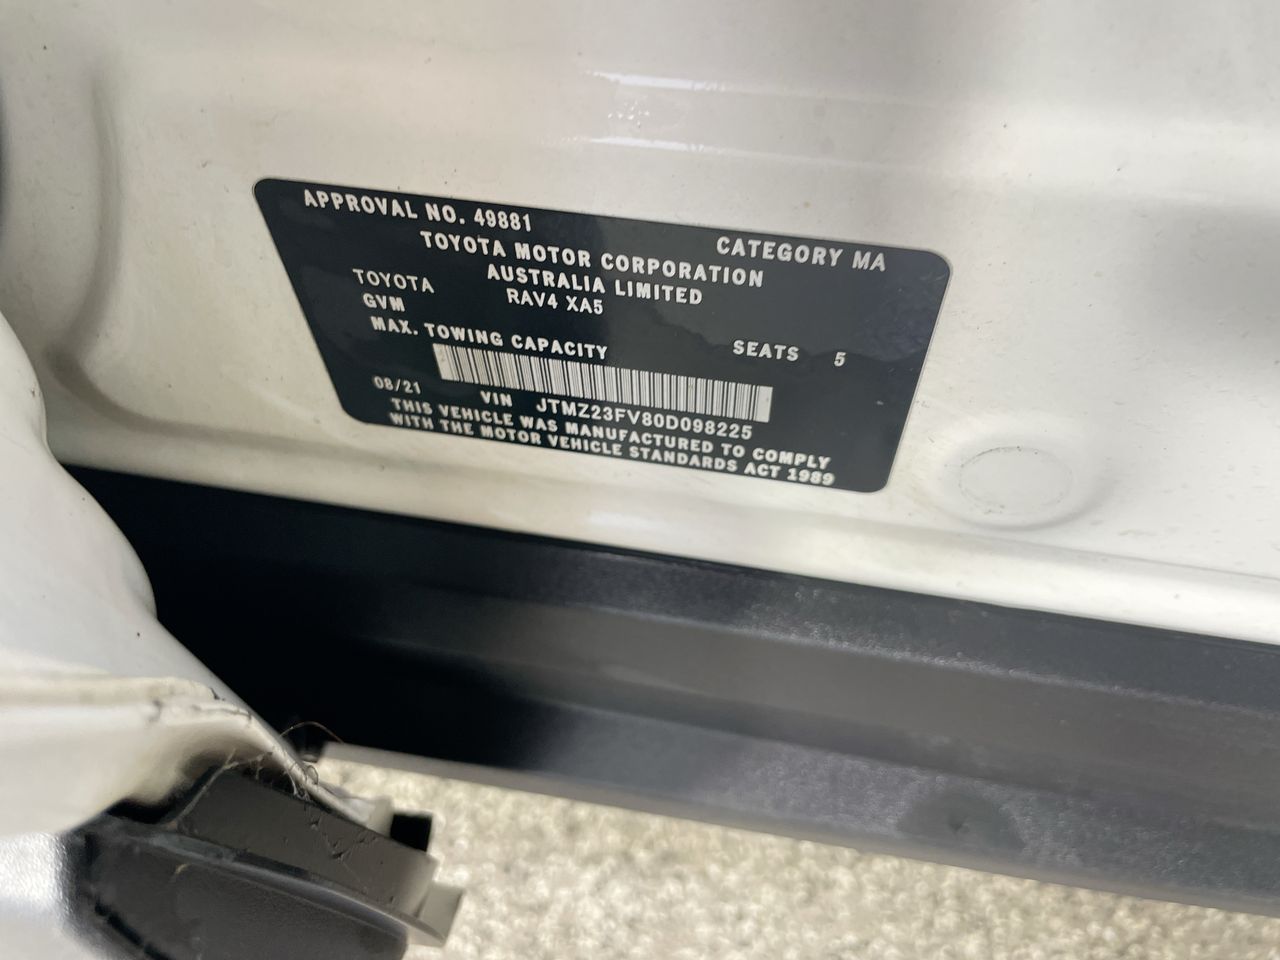 APPROVAL NO. 49881 CATEGORY MA
TOYOTA MOTOR CORPORATION
AUSTRALIA LIMITED
TOYOTA RAV4 XA5
GVM
MAX. TOWING CAPACITY SEATS 5
08/21 VIN JTMZ23FV80D098225
THIS VEHICLE WAS MANUFACTURED TO COMPLY
WITH THE MOTOR VEHICLE STANDARDS ACT 1989